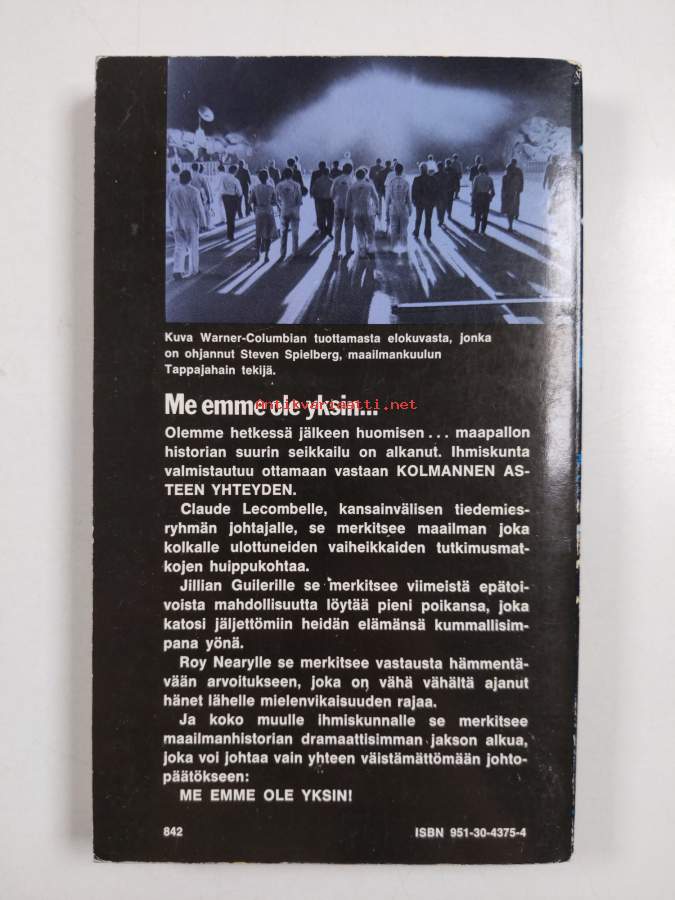 Kuva Warner-Columbian tuottamasta elokuvasta, jonka
on ohjannut Steven Spielberg, maailmankuulun
Tappajahain tekijä.
Me emme ole yksin...
Antikvariaatti.net
Olemme hetkessä jälkeen huomisen... maapallon
historian suurin seikkailu on alkanut. Ihmiskunta
valmistautuu ottamaan vastaan KOLMANNEN AS-
TEEN YHTEYDEN.
Claude Lecombelle, kansainvälisen tiedemies-
ryhmän johtajalle, se merkitsee maailman joka
kolkalle ulottuneiden vaiheikkaiden tutkimusmat-
kojen huippukohtaa.
Jillian Guilerille se merkitsee viimeistä epätoi-
voista mahdollisuutta löytää pieni poikansa, joka
katosi jäljettömiin heidän elämänsä kummallisim-
pana yönä.
Roy Nearylle se merkitsee vastausta hämmentä-
vään arvoitukseen, joka on vähä vähältä ajanut
hänet lähelle mielenvikaisuuden rajaa.
Ja koko muulle ihmiskunnalle se merkitsee
maailmanhistorian dramaattisimman jakson alkua,
joka voi johtaa vain yhteen väistämättömään johto-
päätökseen:
ME EMME OLE YKSIN!
842
ISBN 951-30-4375-4